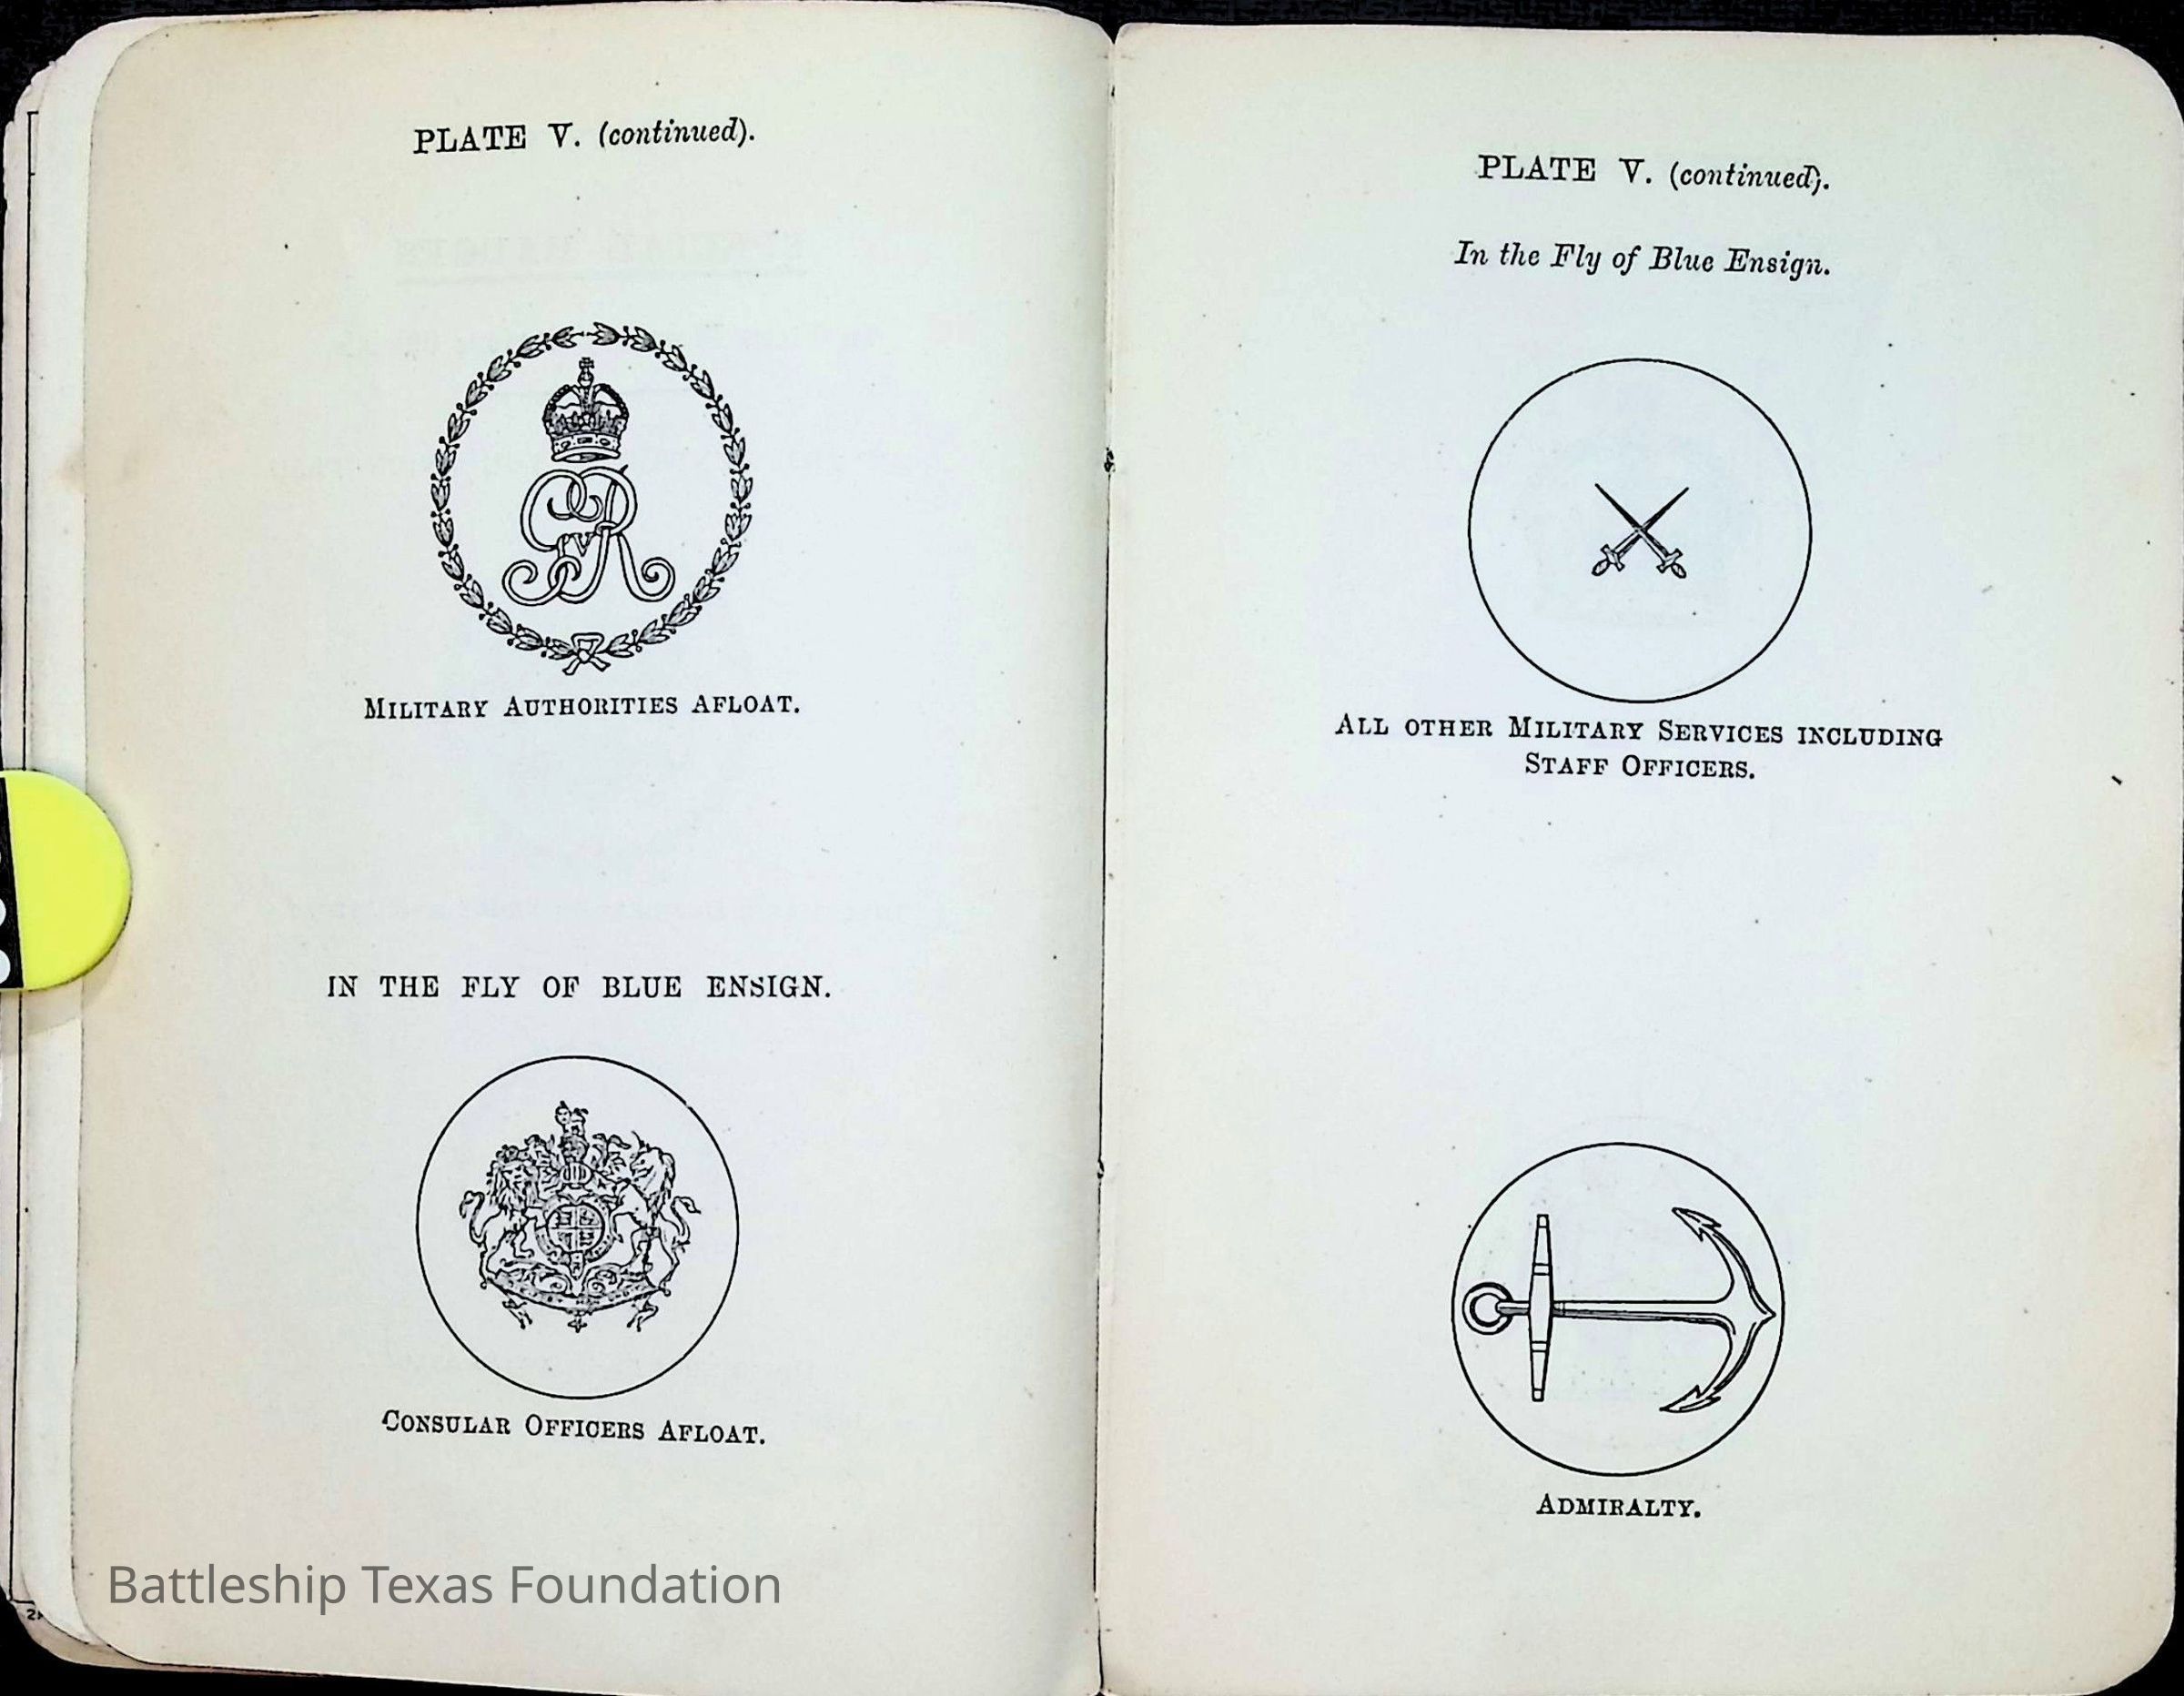 PLATE V. (continued).
MILITARY AUTHORITIES AFLOAT.
IN THE FLY OF BLUE ENSIGN.
CONSULAR OFFICERS AFLOAT.
PLATE V. (continued).
In the Fly of Blue Ensign.
ALL OTHER MILITARY SERVICES INCLUDING
STAFF OFFICERS.
ADMIRALTY.
Battleship Texas Foundation